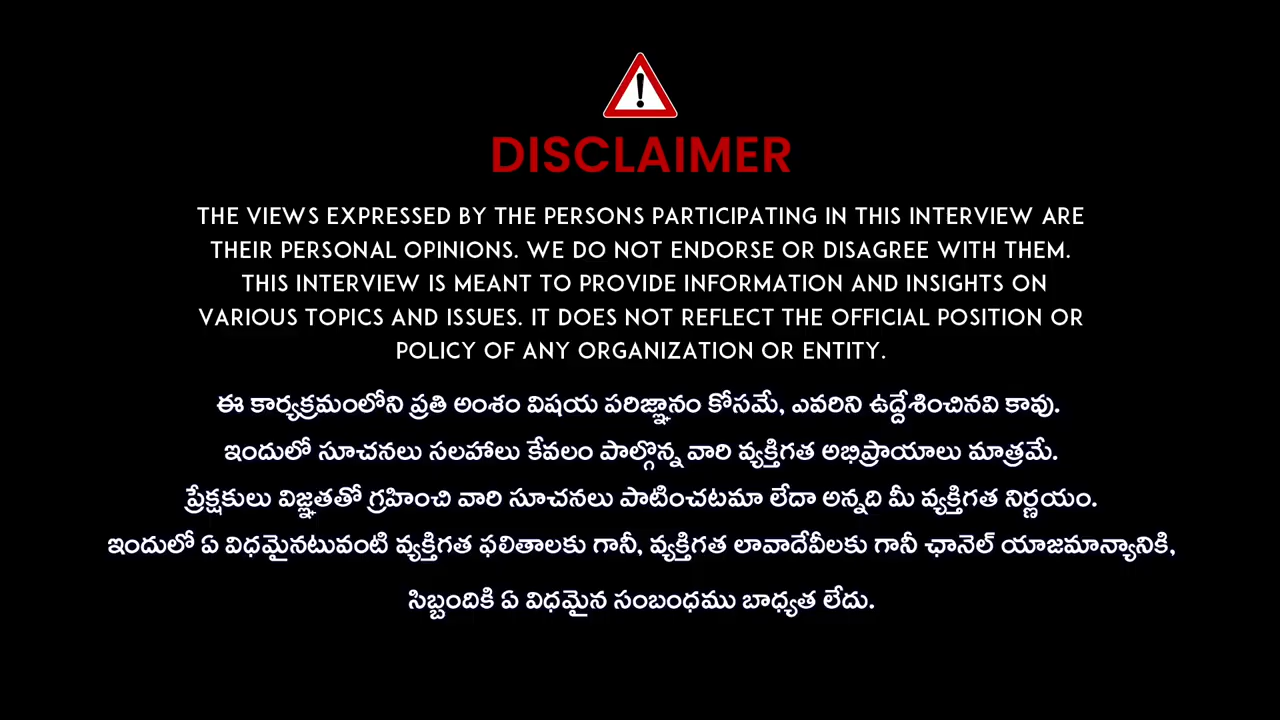 DISCLAIMER
THE VIEWS EXPRESSED BY THE PERSONS PARTICIPATING IN THIS INTERVIEW ARE
THEIR PERSONAL OPINIONS. WE DO NOT ENDORSE OR DISAGREE WITH THEM.
THIS INTERVIEW IS MEANT TO PROVIDE INFORMATION AND INSIGHTS ON
VARIOUS TOPICS AND ISSUES. IT DOES NOT REFLECT THE OFFICIAL POSITION OR
POLICY OF ANY ORGANIZATION OR ENTITY.
ఈ కార్యక్రమంలోని ప్రతి అంశం విషయ పరిజ్ఞానం కోసమే, ఎవరిని ఉద్దేశించినవి కావు.
ఇందులో సూచనలు సలహాలు కేవలం పాల్గొన్న వారి వ్యక్తిగత అభిప్రాయాలు మాత్రమే.
ప్రేక్షకులు విజ్ఞతతో గ్రహించి వారి సూచనలు పాటించటమా లేదా అన్నది మీ వ్యక్తిగత నిర్ణయం.
ఇందులో ఏ విధమైనటువంటి వ్యక్తిగత ఫలితాలకు గానీ, వ్యక్తిగత లావాదేవీలకు గానీ ఛానెల్ యాజమాన్యానికి,
సిబ్బందికి ఏ విధమైన సంబంధము బాధ్యత లేదు.